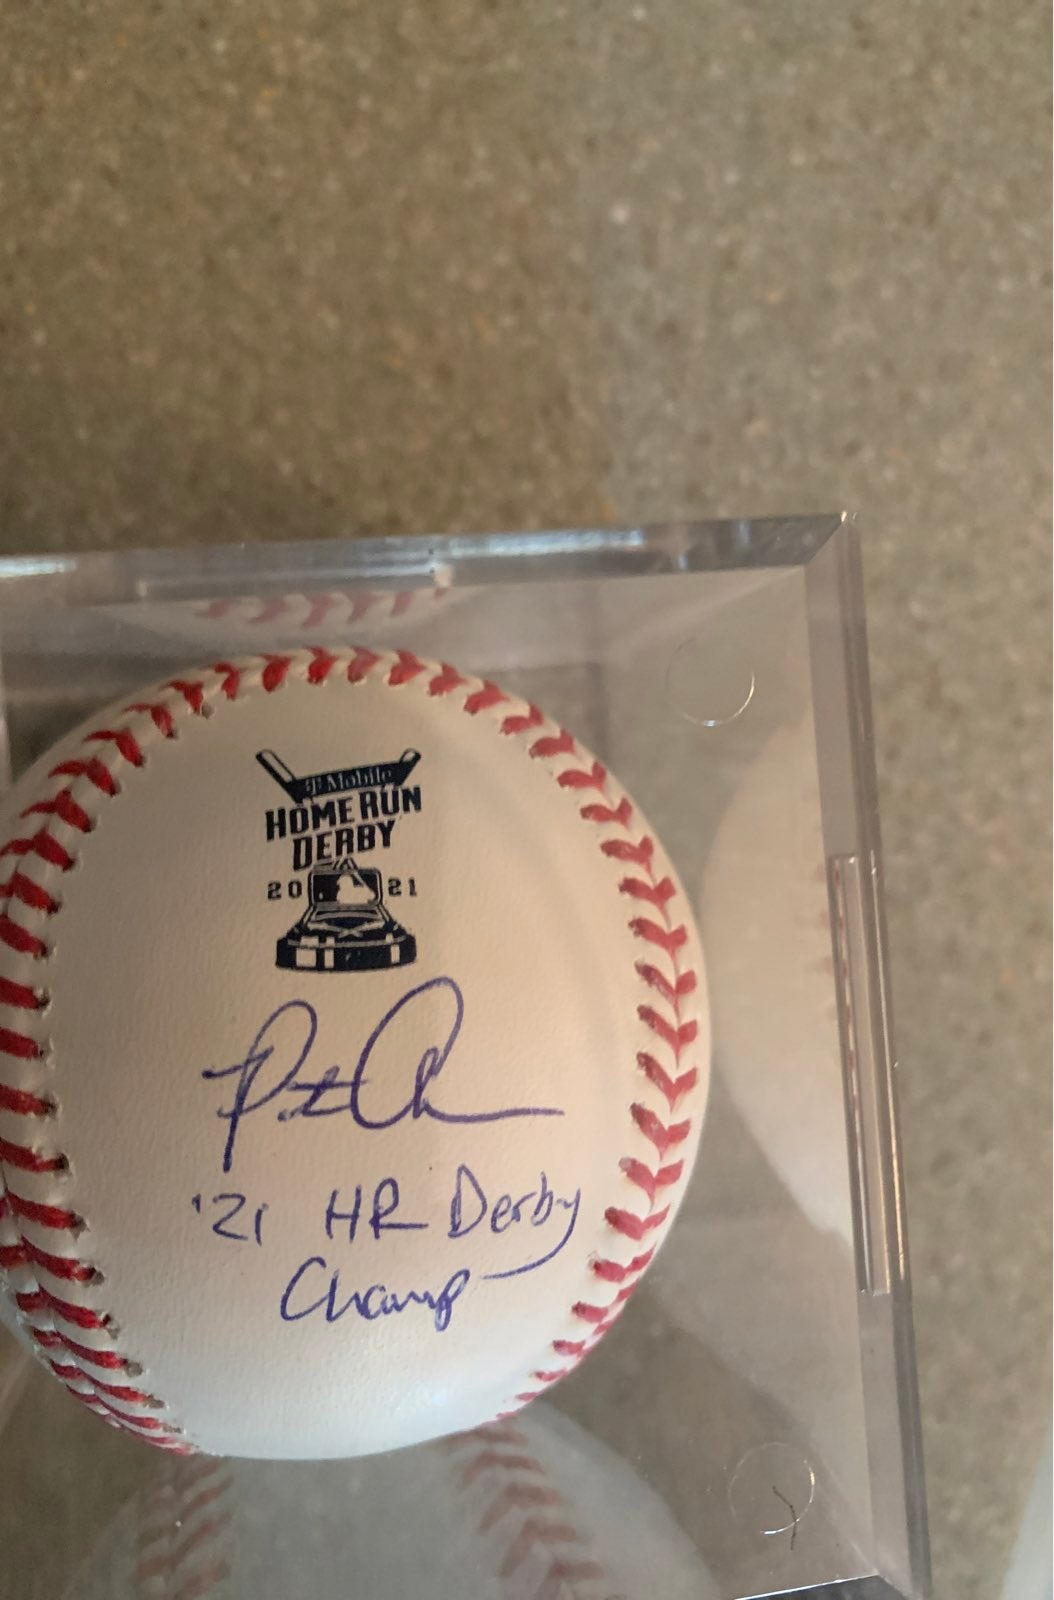 T Mobile
HOME RUN
DERBY
20 21
'21 HR Derby
Champ